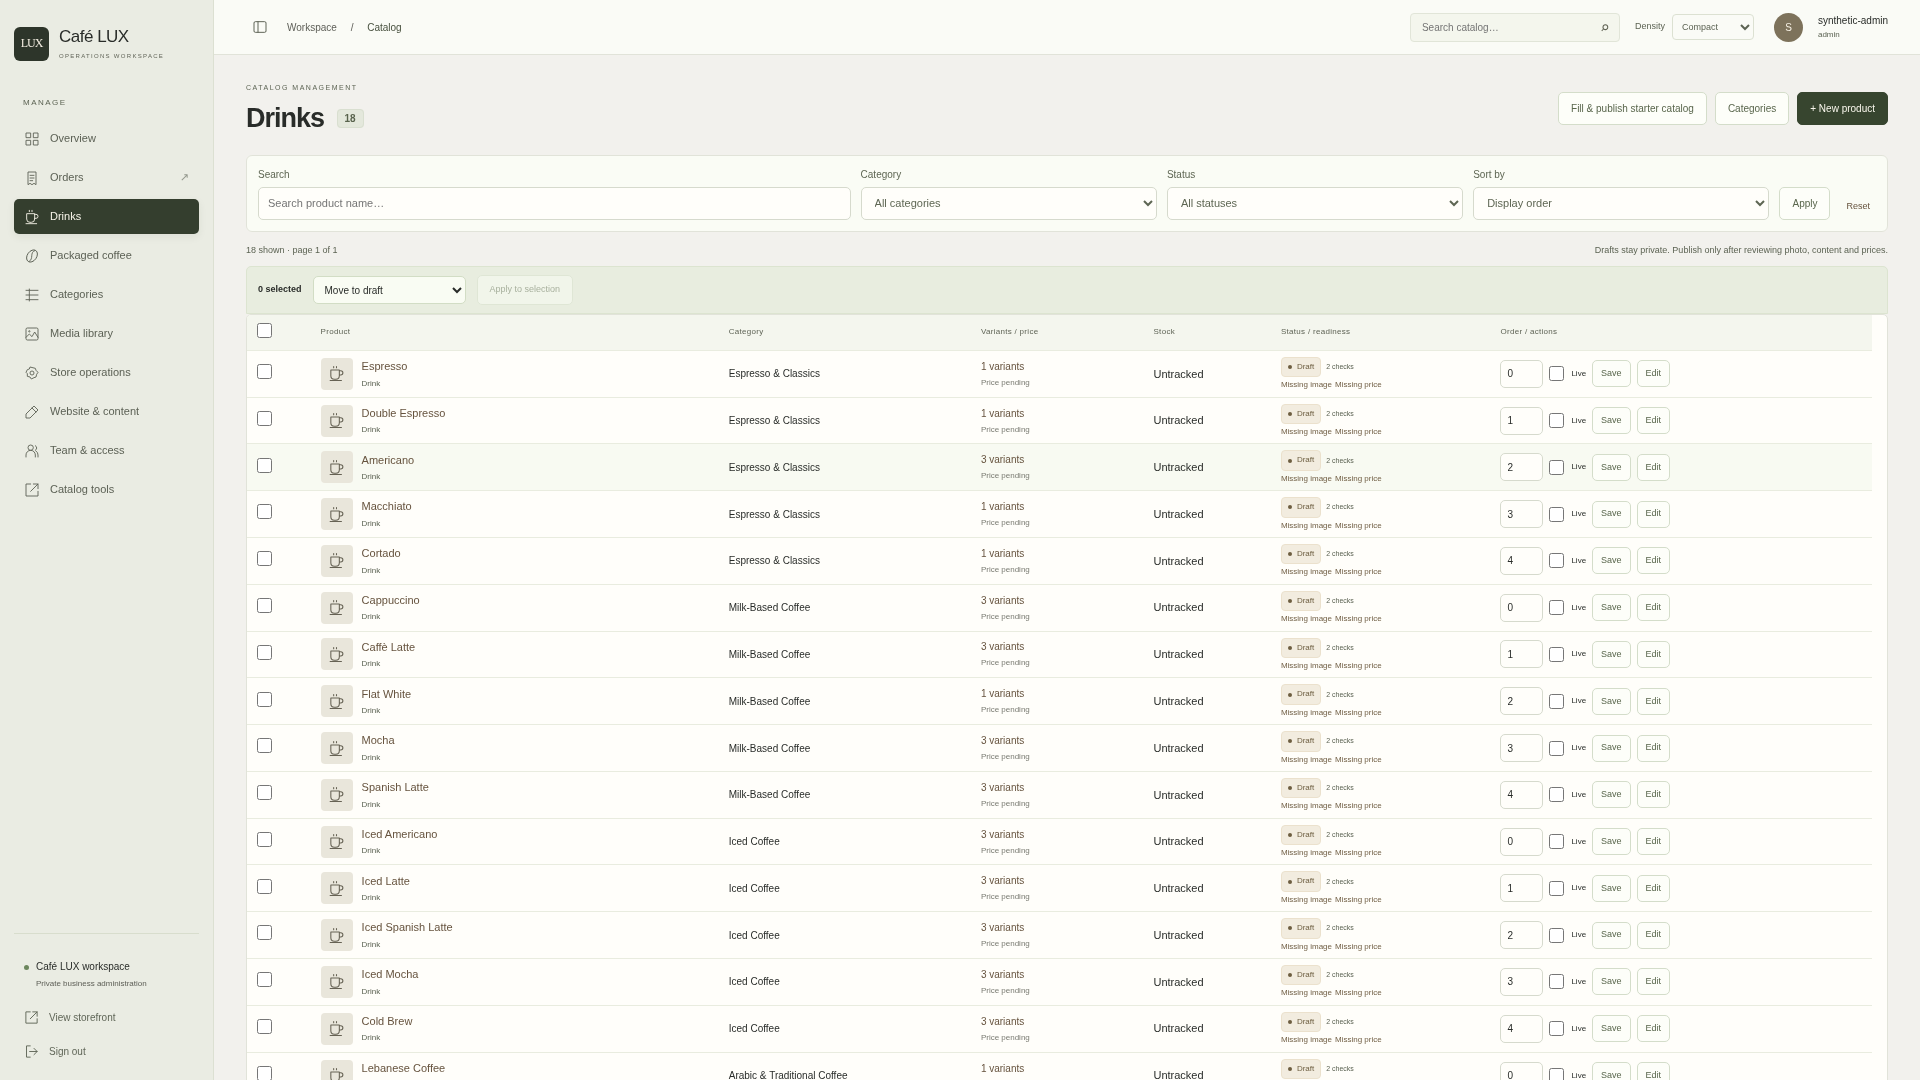 LUX
Café LUX
OPERATIONS WORKSPACE
MANAGE
Overview
Orders ↗
Drinks
Packaged coffee
Categories
Media library
Store operations
Website & content
Team & access
Catalog tools
Café LUX workspace
Private business administration
View storefront
Sign out
Workspace / Catalog
Search catalog…
Density Compact
S
synthetic-admin
admin
CATALOG MANAGEMENT
Drinks 18
Fill & publish starter catalog Categories + New product
Search Category Status Sort by
Search product name… All categories All statuses Display order Apply Reset
18 shown · page 1 of 1
Drafts stay private. Publish only after reviewing photo, content and prices.
0 selected Move to draft Apply to selection
Product Category Variants / price Stock Status / readiness Order / actions
Espresso
Drink
Espresso & Classics
1 variants
Price pending
Untracked
Draft 2 checks
Missing image Missing price
0 Live Save Edit
Double Espresso
Drink
Espresso & Classics
1 variants
Price pending
Untracked
Draft 2 checks
Missing image Missing price
1 Live Save Edit
Americano
Drink
Espresso & Classics
3 variants
Price pending
Untracked
Draft 2 checks
Missing image Missing price
2 Live Save Edit
Macchiato
Drink
Espresso & Classics
1 variants
Price pending
Untracked
Draft 2 checks
Missing image Missing price
3 Live Save Edit
Cortado
Drink
Espresso & Classics
1 variants
Price pending
Untracked
Draft 2 checks
Missing image Missing price
4 Live Save Edit
Cappuccino
Drink
Milk-Based Coffee
3 variants
Price pending
Untracked
Draft 2 checks
Missing image Missing price
0 Live Save Edit
Caffè Latte
Drink
Milk-Based Coffee
3 variants
Price pending
Untracked
Draft 2 checks
Missing image Missing price
1 Live Save Edit
Flat White
Drink
Milk-Based Coffee
1 variants
Price pending
Untracked
Draft 2 checks
Missing image Missing price
2 Live Save Edit
Mocha
Drink
Milk-Based Coffee
3 variants
Price pending
Untracked
Draft 2 checks
Missing image Missing price
3 Live Save Edit
Spanish Latte
Drink
Milk-Based Coffee
3 variants
Price pending
Untracked
Draft 2 checks
Missing image Missing price
4 Live Save Edit
Iced Americano
Drink
Iced Coffee
3 variants
Price pending
Untracked
Draft 2 checks
Missing image Missing price
0 Live Save Edit
Iced Latte
Drink
Iced Coffee
3 variants
Price pending
Untracked
Draft 2 checks
Missing image Missing price
1 Live Save Edit
Iced Spanish Latte
Drink
Iced Coffee
3 variants
Price pending
Untracked
Draft 2 checks
Missing image Missing price
2 Live Save Edit
Iced Mocha
Drink
Iced Coffee
3 variants
Price pending
Untracked
Draft 2 checks
Missing image Missing price
3 Live Save Edit
Cold Brew
Drink
Iced Coffee
3 variants
Price pending
Untracked
Draft 2 checks
Missing image Missing price
4 Live Save Edit
Lebanese Coffee
Arabic & Traditional Coffee
1 variants
Untracked
Draft 2 checks
0 Live Save Edit